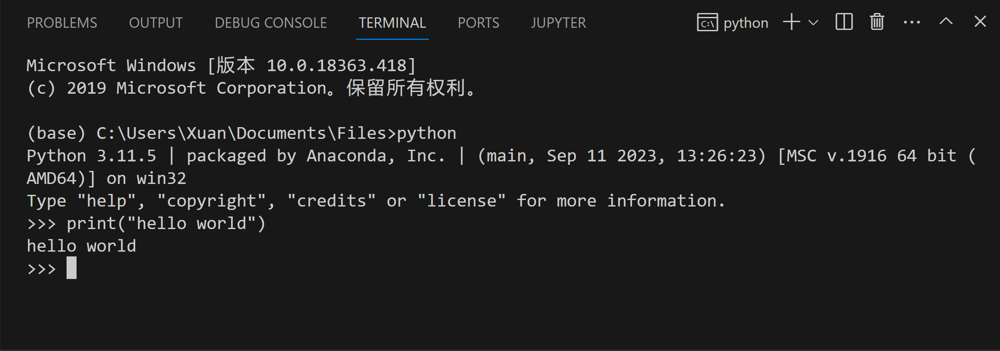 PROBLEMS OUTPUT DEBUG CONSOLE TERMINAL PORTS JUPYTER C:\ python
Microsoft Windows [版本 10.0.18363.418]
(c) 2019 Microsoft Corporation。保留所有权利。
(base) C:\Users\Xuan\Documents\Files>python
Python 3.11.5 | packaged by Anaconda, Inc. | (main, Sep 11 2023, 13:26:23) [MSC v.1916 64 bit (
AMD64)] on win32
Type "help", "copyright", "credits" or "license" for more information.
>>> print("hello world")
hello world
>>>